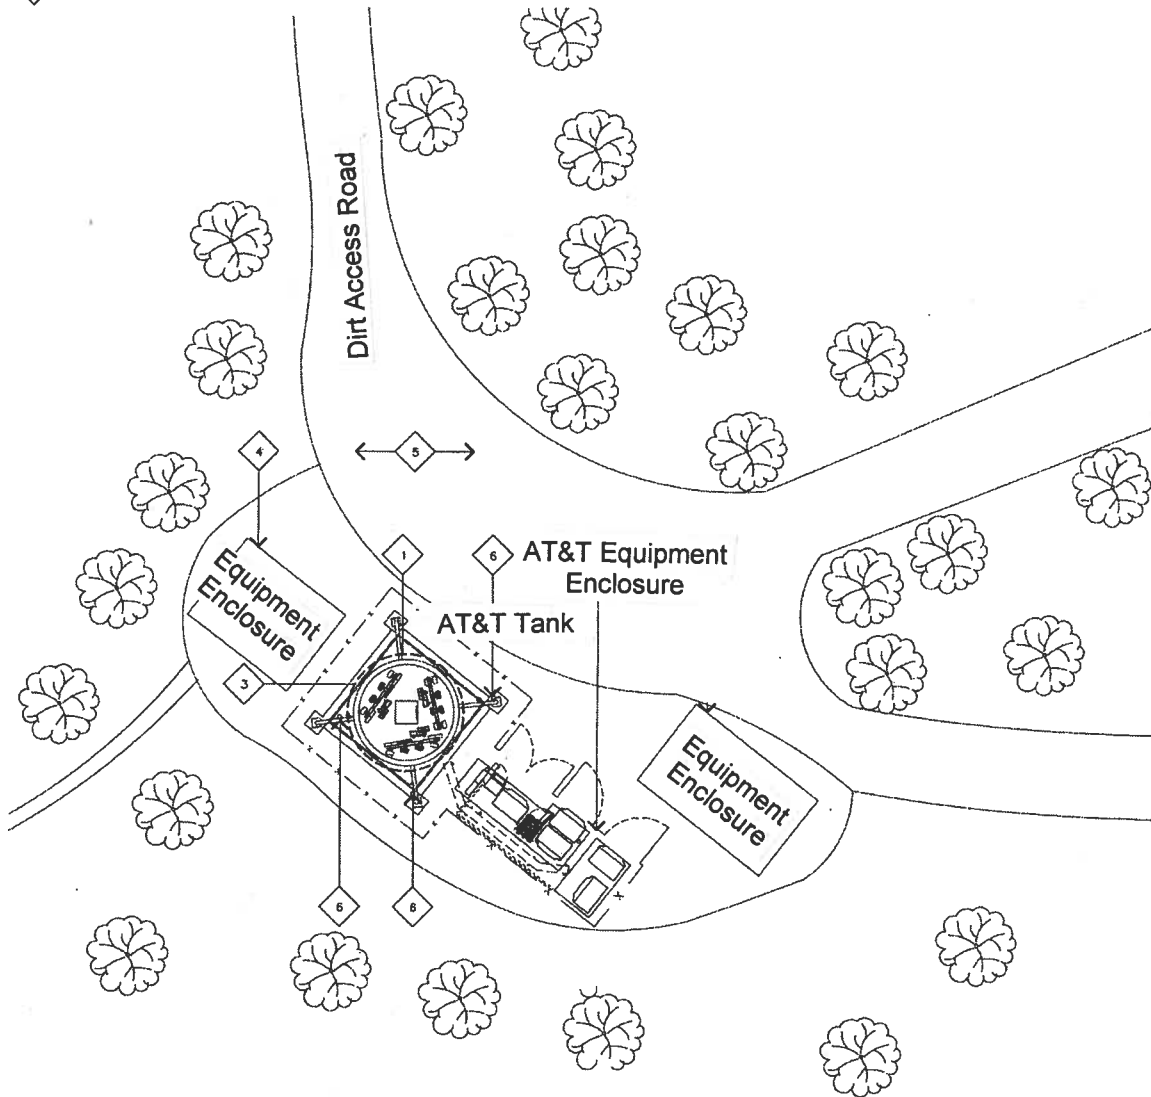 Dirt Access Road
4
5
1
6
AT&T Equipment
Enclosure
Equipment
Enclosure
AT&T Tank
3
Equipment
Enclosure
6
6